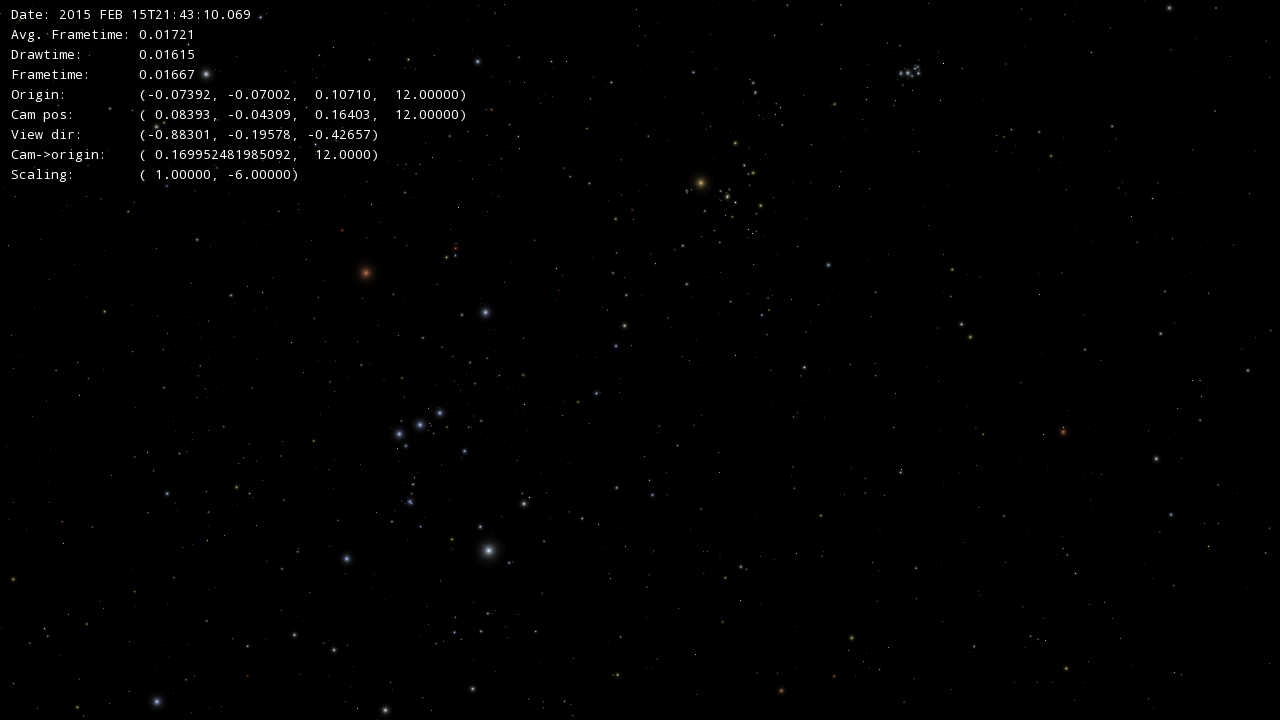 Date: 2015 FEB 15T21:43:10.069
Avg. Frametime: 0.01721
Drawtime: 0.01615
Frametime: 0.01667
Origin: (-0.07392, -0.07002, 0.10710, 12.00000)
Cam pos: ( 0.08393, -0.04309, 0.16403, 12.00000)
View dir: (-0.88301, -0.19578, -0.42657)
Cam->origin: ( 0.169952481985092, 12.0000)
Scaling: ( 1.00000, -6.00000)